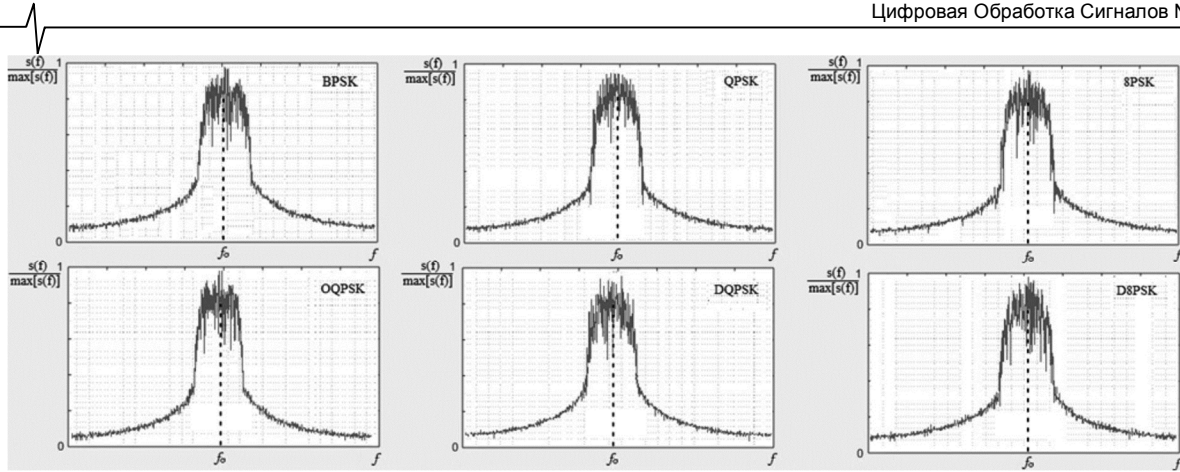 Цифровая Обработка Сигналов
s(f)
max[s(f)]
1
BPSK
0
f₀
f
s(f)
max[s(f)]
1
QPSK
0
f₀
f
s(f)
max[s(f)]
1
8PSK
0
f₀
s(f)
max[s(f)]
1
OQPSK
0
f₀
f
s(f)
max[s(f)]
1
DQPSK
0
f₀
f
s(f)
max[s(f)]
1
D8PSK
0
f₀